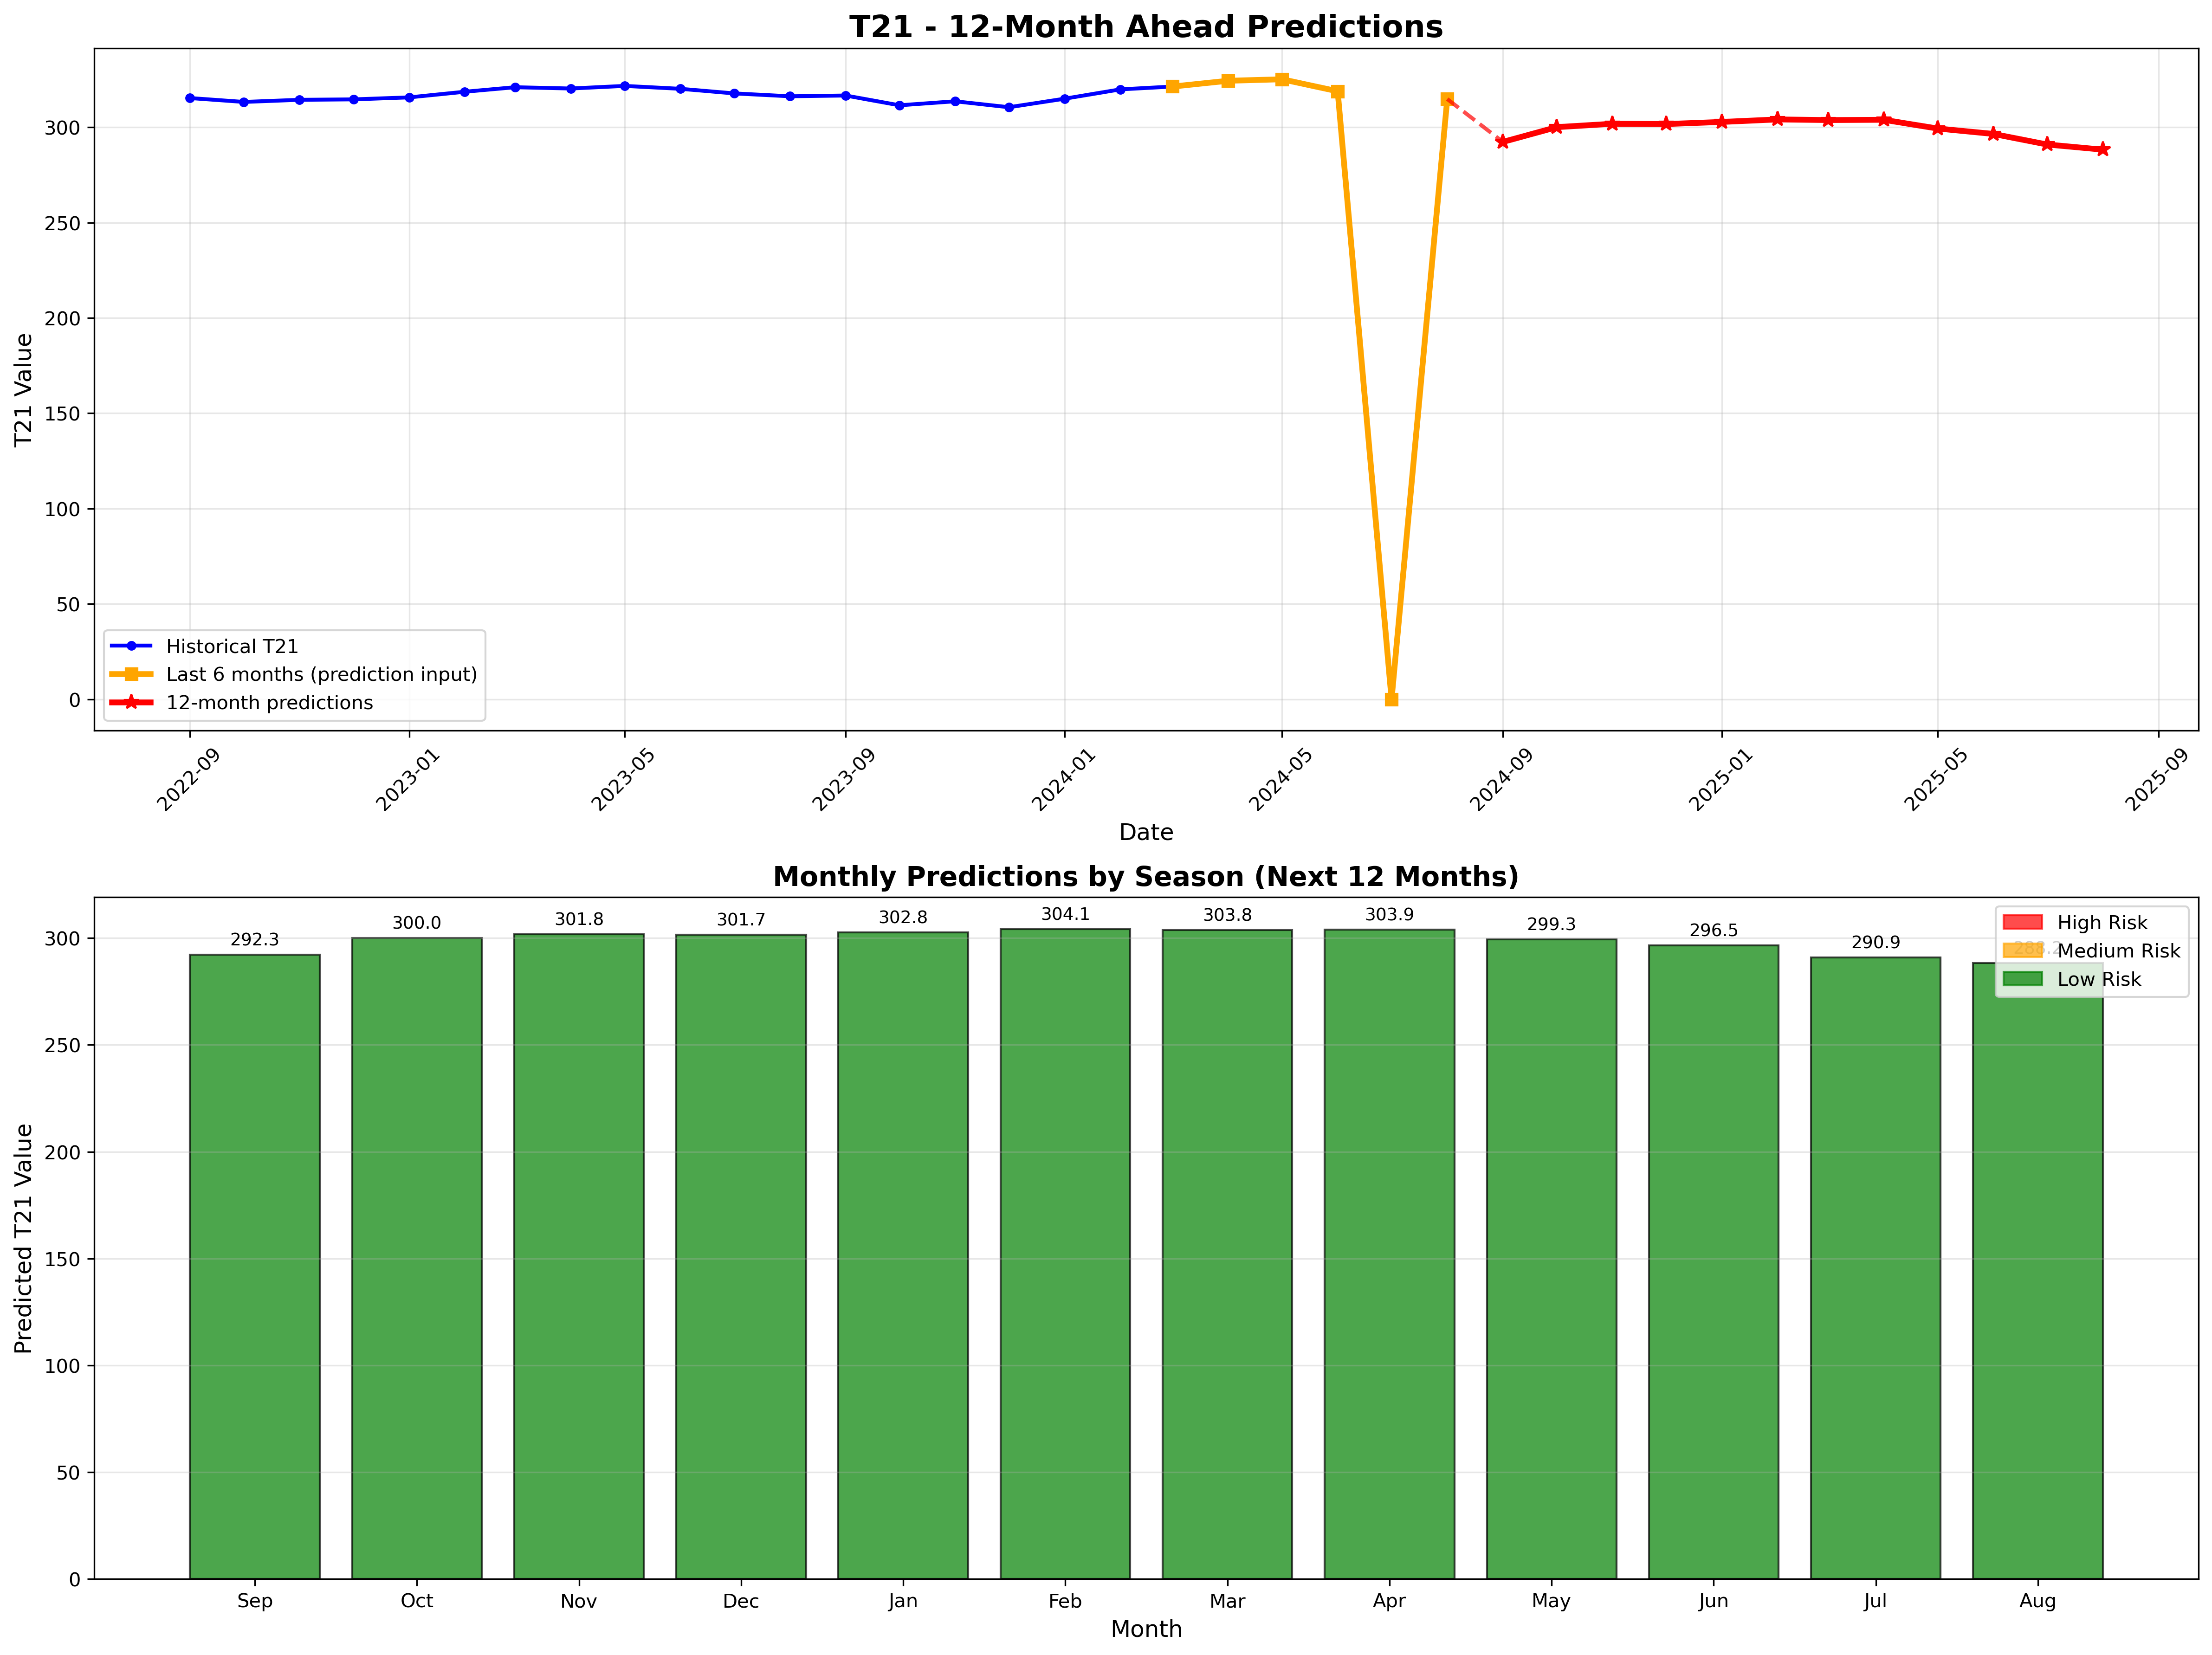 T21 - 12-Month Ahead Predictions
T21 Value
300
250
200
150
100
50
0
Historical T21
Last 6 months (prediction input)
12-month predictions
2022-09
2023-01
2023-05
2023-09
2024-01
2024-05
2024-09
2025-01
2025-05
2025-09
Date
Monthly Predictions by Season (Next 12 Months)
Predicted T21 Value
300
250
200
150
100
50
0
292.3
300.0
301.8
301.7
302.8
304.1
303.8
303.9
299.3
296.5
290.9
288.2
High Risk
Medium Risk
Low Risk
Sep
Oct
Nov
Dec
Jan
Feb
Mar
Apr
May
Jun
Jul
Aug
Month